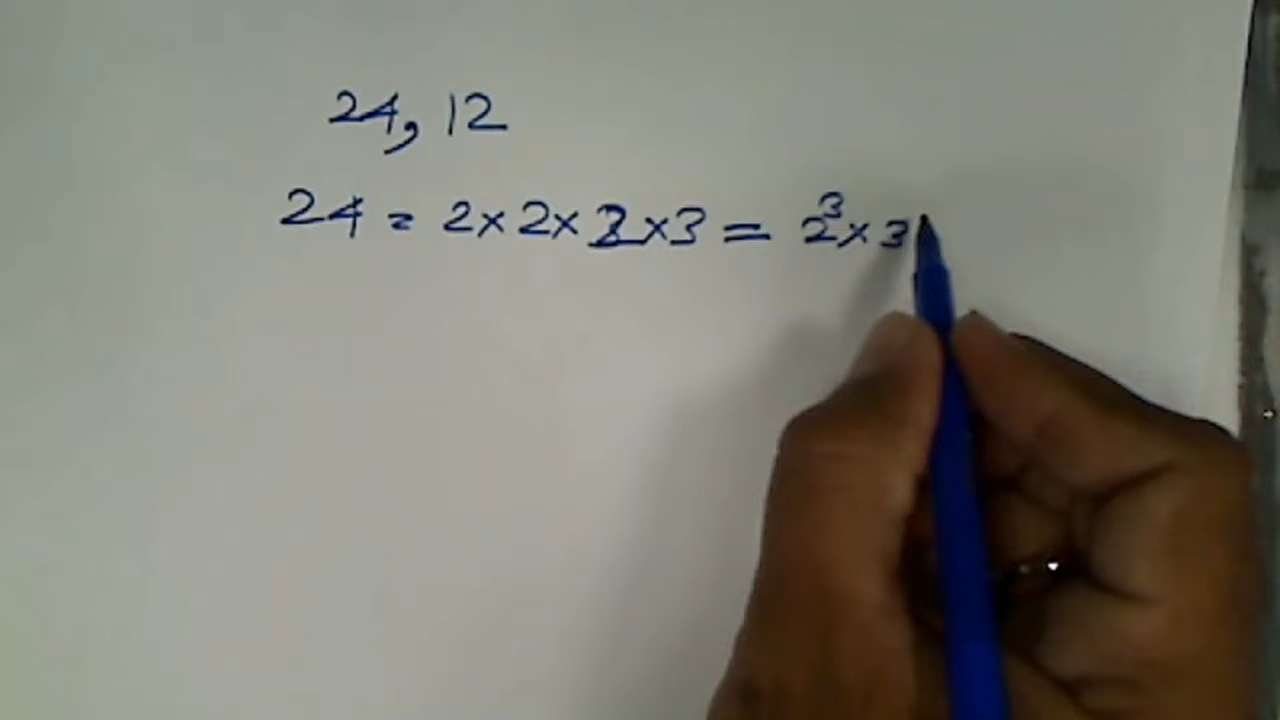 24, 12
24 = 2×2×2×3 = 2³×3